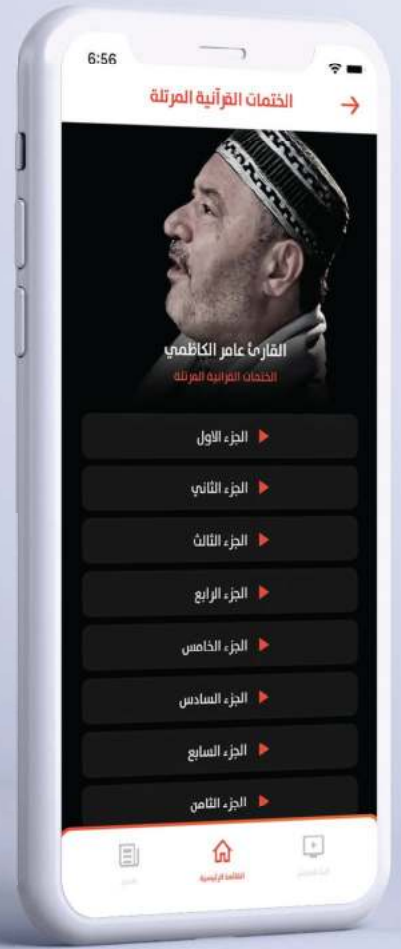 6:56
الختمات القرآنية المرتلة
القارئ عامر الكاظمي
الختمات القرآنية المرتلة
الجزء الاول
الجزء الثاني
الجزء الثالث
الجزء الرابع
الجزء الخامس
الجزء السادس
الجزء السابع
الجزء الثامن
القائمة الرئيسية